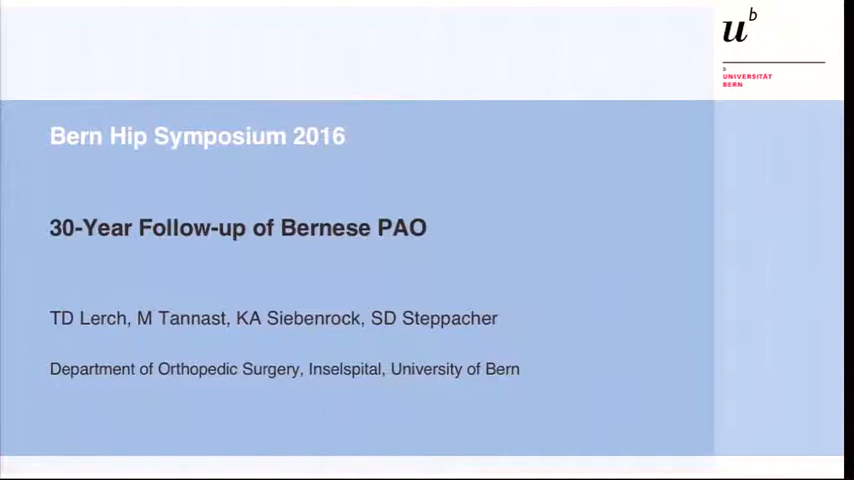 u
b
b
UNIVERSITÄT
BERN
Bern Hip Symposium 2016
30-Year Follow-up of Bernese PAO
TD Lerch, M Tannast, KA Siebenrock, SD Steppacher
Department of Orthopedic Surgery, Inselspital, University of Bern